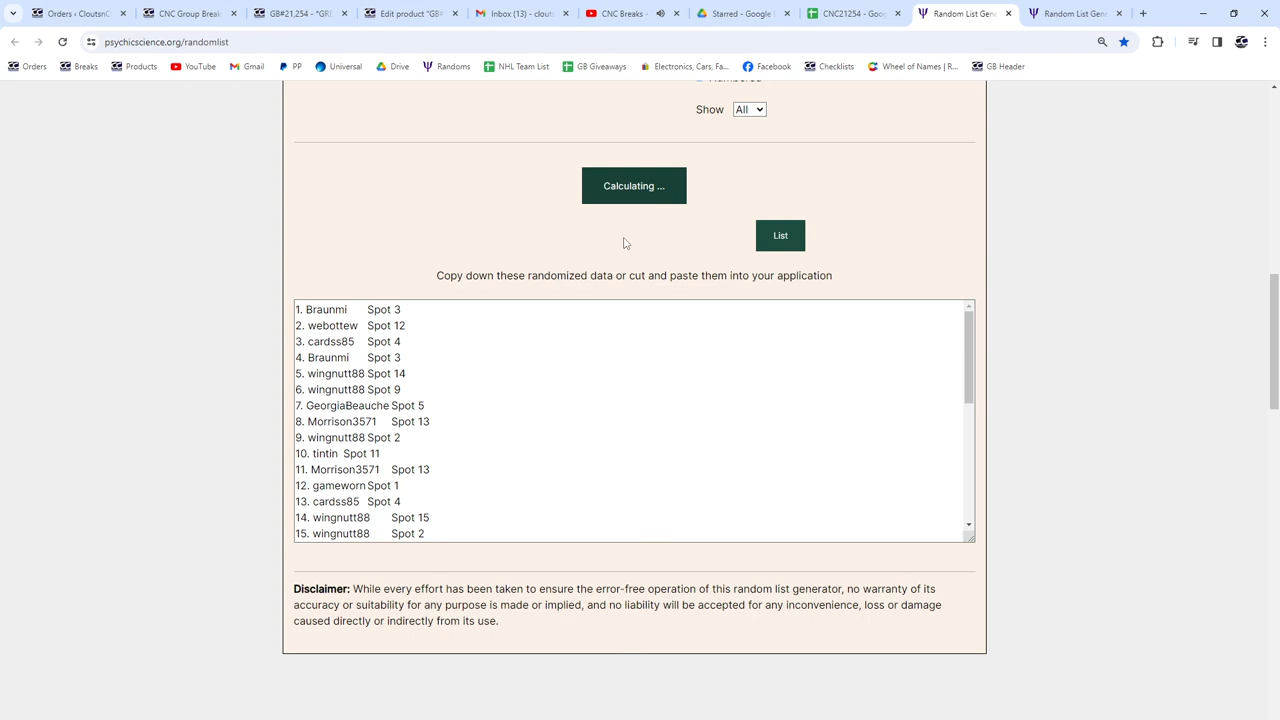 Orders ‹ CloutsnC
CNC Group Break
GB#21,254 - "GRE
Edit product "GB#
Inbox (13) - clouts
CNC Breaks -
Starred - Google
CNC21254 - Goog
Random List Gene
Random List Gene
psychicscience.org/randomlist
Orders
Breaks
Products
YouTube
Gmail
PP
Universal
Drive
Randoms
NHL Team List
GB Giveaways
Electronics, Cars, Fa...
Facebook
Checklists
Wheel of Names | R...
GB Header
Numbered
Show All
Calculating ...
List
Copy down these randomized data or cut and paste them into your application
1. Braunmi Spot 3
2. webottew Spot 12
3. cardss85 Spot 4
4. Braunmi Spot 3
5. wingnutt88 Spot 14
6. wingnutt88 Spot 9
7. GeorgiaBeauche Spot 5
8. Morrison3571 Spot 13
9. wingnutt88 Spot 2
10. tintin Spot 11
11. Morrison3571 Spot 13
12. gameworn Spot 1
13. cardss85 Spot 4
14. wingnutt88 Spot 15
15. wingnutt88 Spot 2
Disclaimer: While every effort has been taken to ensure the error-free operation of this random list generator, no warranty of its
accuracy or suitability for any purpose is made or implied, and no liability will be accepted for any inconvenience, loss or damage
caused directly or indirectly from its use.